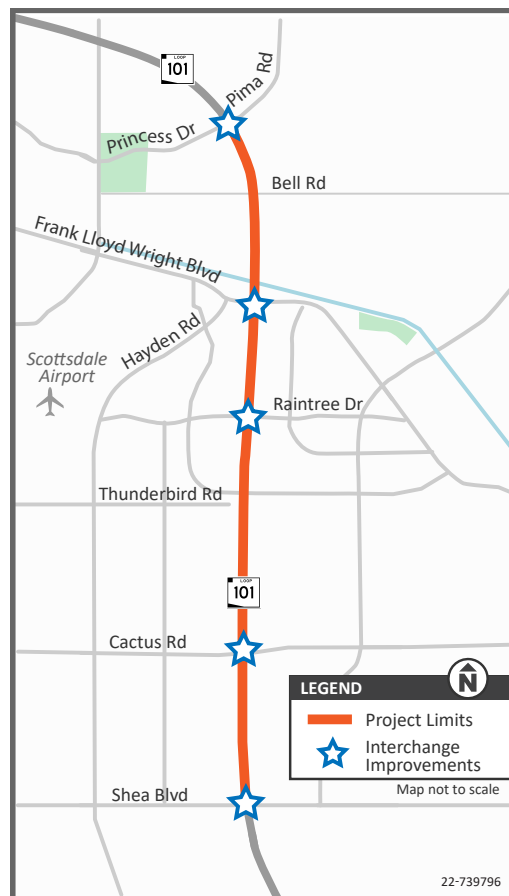 LOOP
101
Pima Rd
Princess Dr
Bell Rd
Frank Lloyd Wright Blvd
Hayden Rd
Scottsdale
Airport
Raintree Dr
Thunderbird Rd
LOOP
101
Cactus Rd
N
LEGEND
Project Limits
Interchange
Improvements
Map not to scale
Shea Blvd
22-739796